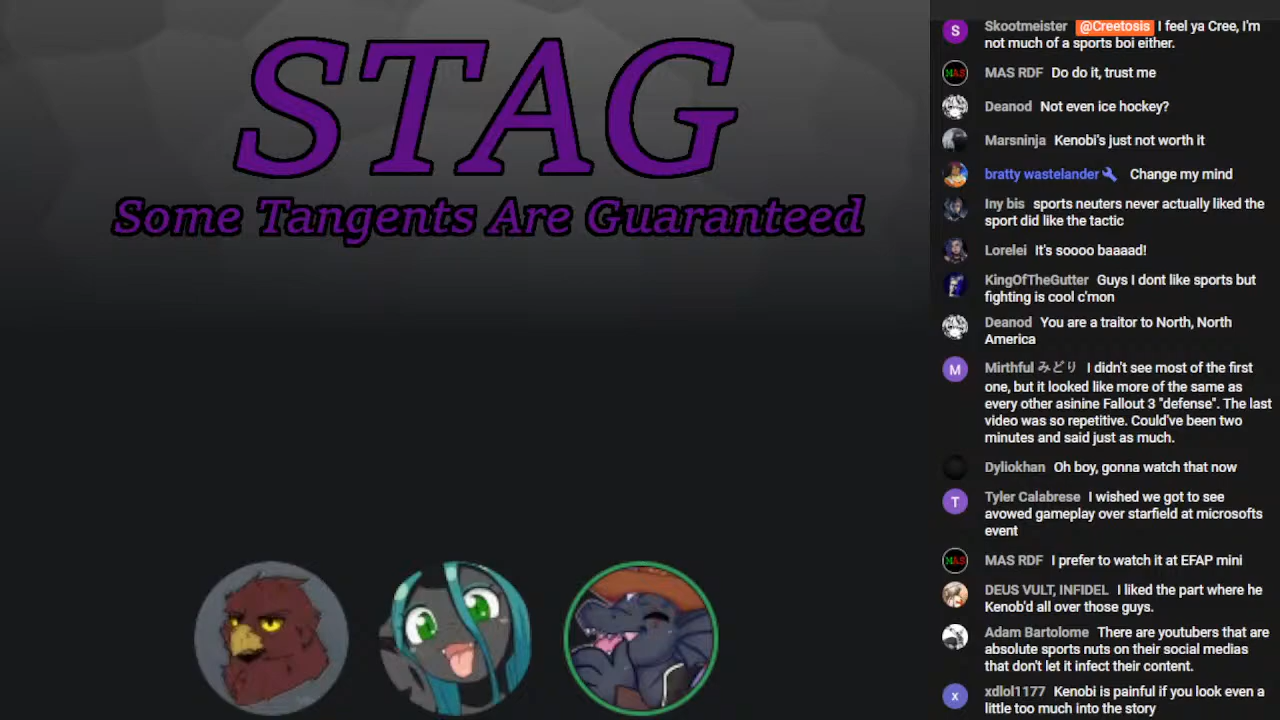 STAG
Some Tangents Are Guaranteed
S
Skootmeister @Creetosis I feel ya Cree, I'm
not much of a sports boi either.
MAS
MAS RDF Do do it, trust me
Deanod Not even ice hockey?
Marsninja Kenobi's just not worth it
bratty wastelander Change my mind
Iny bis sports neuters never actually liked the
sport did like the tactic
Lorelei It's soooo baaaad!
KingOfTheGutter Guys I dont like sports but
fighting is cool c'mon
Deanod You are a traitor to North, North
America
M
Mirthful みどり I didn't see most of the first
one, but it looked like more of the same as
every other asinine Fallout 3 "defense". The last
video was so repetitive. Could've been two
minutes and said just as much.
Dyliokhan Oh boy, gonna watch that now
T
Tyler Calabrese I wished we got to see
avowed gameplay over starfield at microsofts
event
MAS
MAS RDF I prefer to watch it at EFAP mini
DEUS VULT, INFIDEL I liked the part where he
Kenob'd all over those guys.
Adam Bartolome There are youtubers that are
absolute sports nuts on their social medias
that don't let it infect their content.
x
xdlol1177 Kenobi is painful if you look even a
little too much into the story